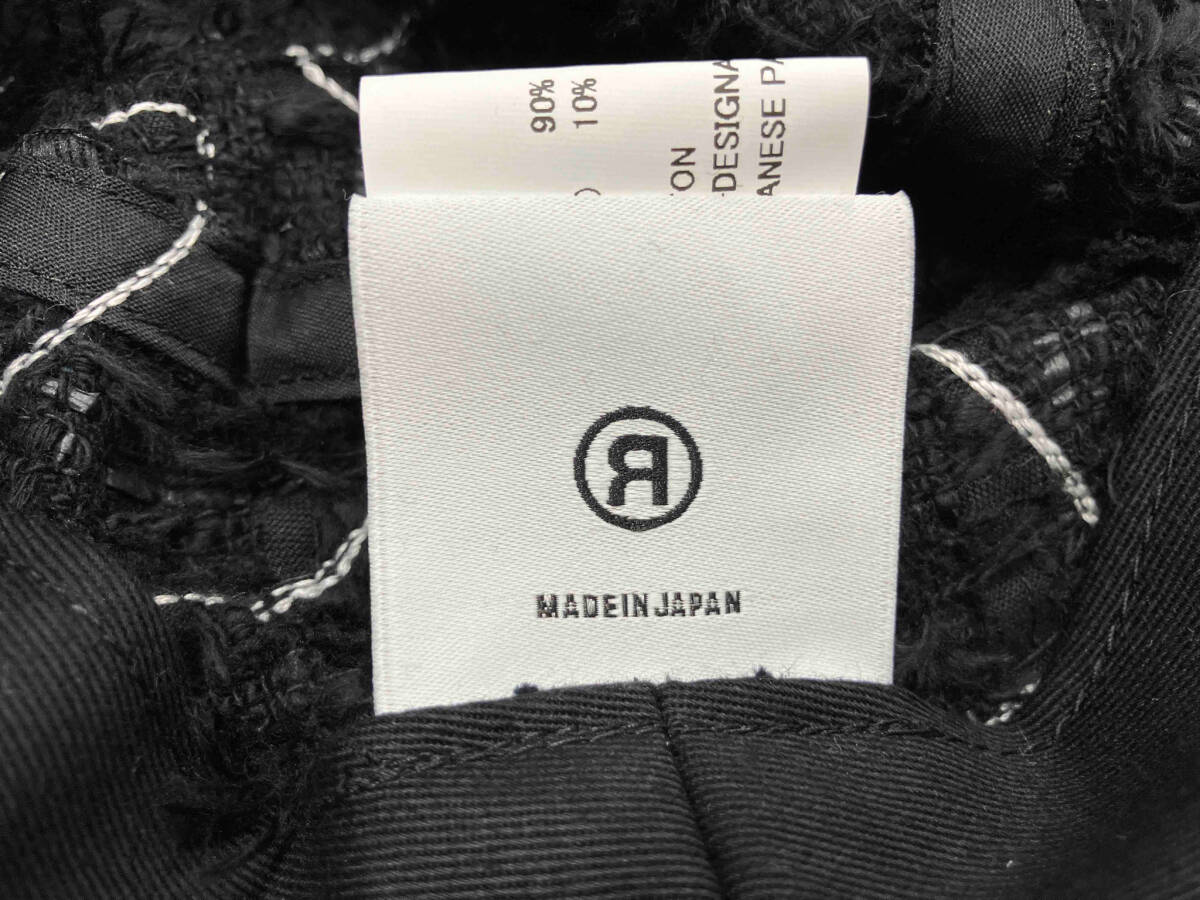 90%
10%
)
ON
DESIGNA
ANESE PA
Я
MADE IN JAPAN